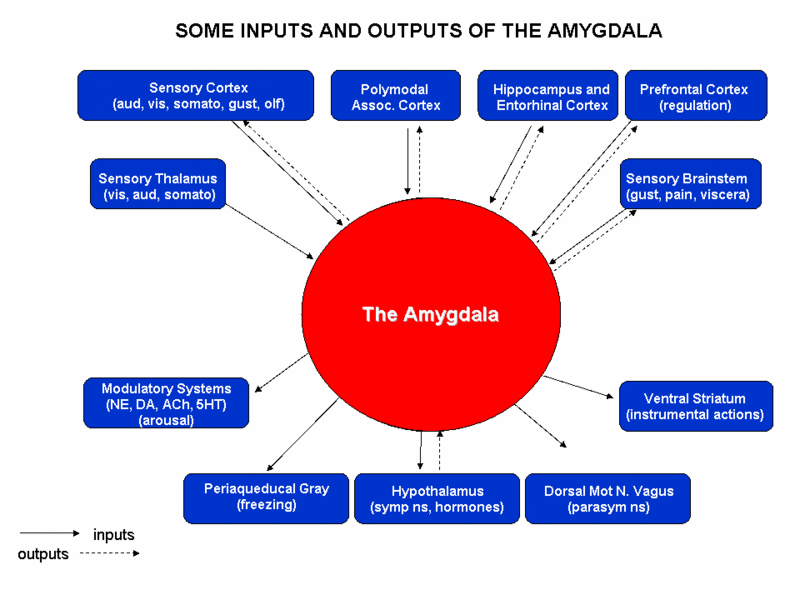 SOME INPUTS AND OUTPUTS OF THE AMYGDALA
Sensory Cortex
(aud, vis, somato, gust, olf)
Polymodal
Assoc. Cortex
Hippocampus and
Entorhinal Cortex
Prefrontal Cortex
(regulation)
Sensory Thalamus
(vis, aud, somato)
Sensory Brainstem
(gust, pain, viscera)
The Amygdala
Modulatory Systems
(NE, DA, ACh, 5HT)
(arousal)
Ventral Striatum
(instrumental actions)
Periaqueducal Gray
(freezing)
Hypothalamus
(symp ns, hormones)
Dorsal Mot N. Vagus
(parasym ns)
inputs
outputs